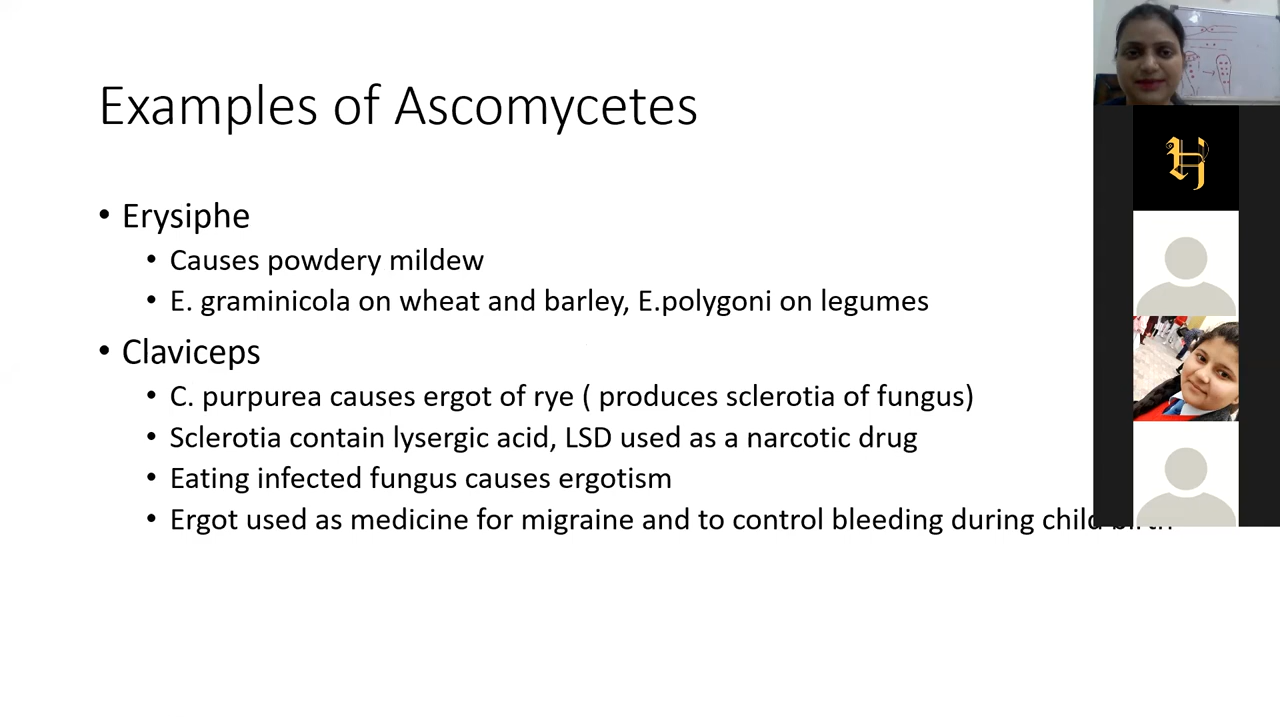 Examples of Ascomycetes
• Erysiphe
• Causes powdery mildew
• E. graminicola on wheat and barley, E.polygoni on legumes
• Claviceps
• C. purpurea causes ergot of rye ( produces sclerotia of fungus)
• Sclerotia contain lysergic acid, LSD used as a narcotic drug
• Eating infected fungus causes ergotism
• Ergot used as medicine for migraine and to control bleeding during child birth